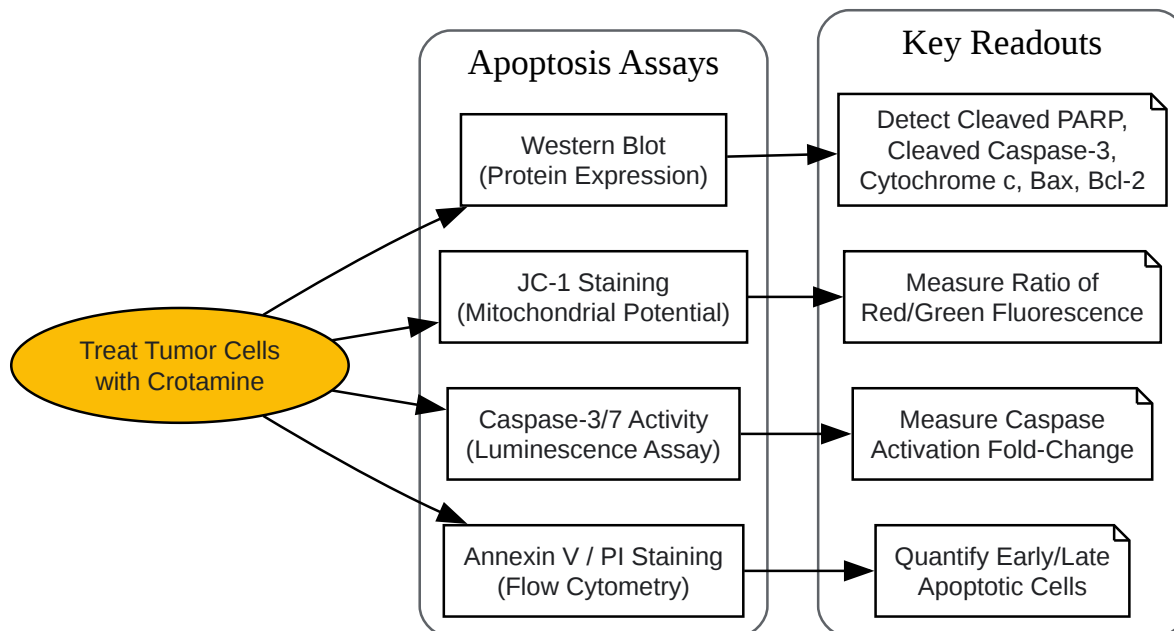 Apoptosis Assays
Key Readouts
Treat Tumor Cells
with Crotamine
Western Blot
(Protein Expression)
Detect Cleaved PARP,
Cleaved Caspase-3,
Cytochrome c, Bax, Bcl-2
JC-1 Staining
(Mitochondrial Potential)
Measure Ratio of
Red/Green Fluorescence
Caspase-3/7 Activity
(Luminescence Assay)
Measure Caspase
Activation Fold-Change
Annexin V / PI Staining
(Flow Cytometry)
Quantify Early/Late
Apoptotic Cells